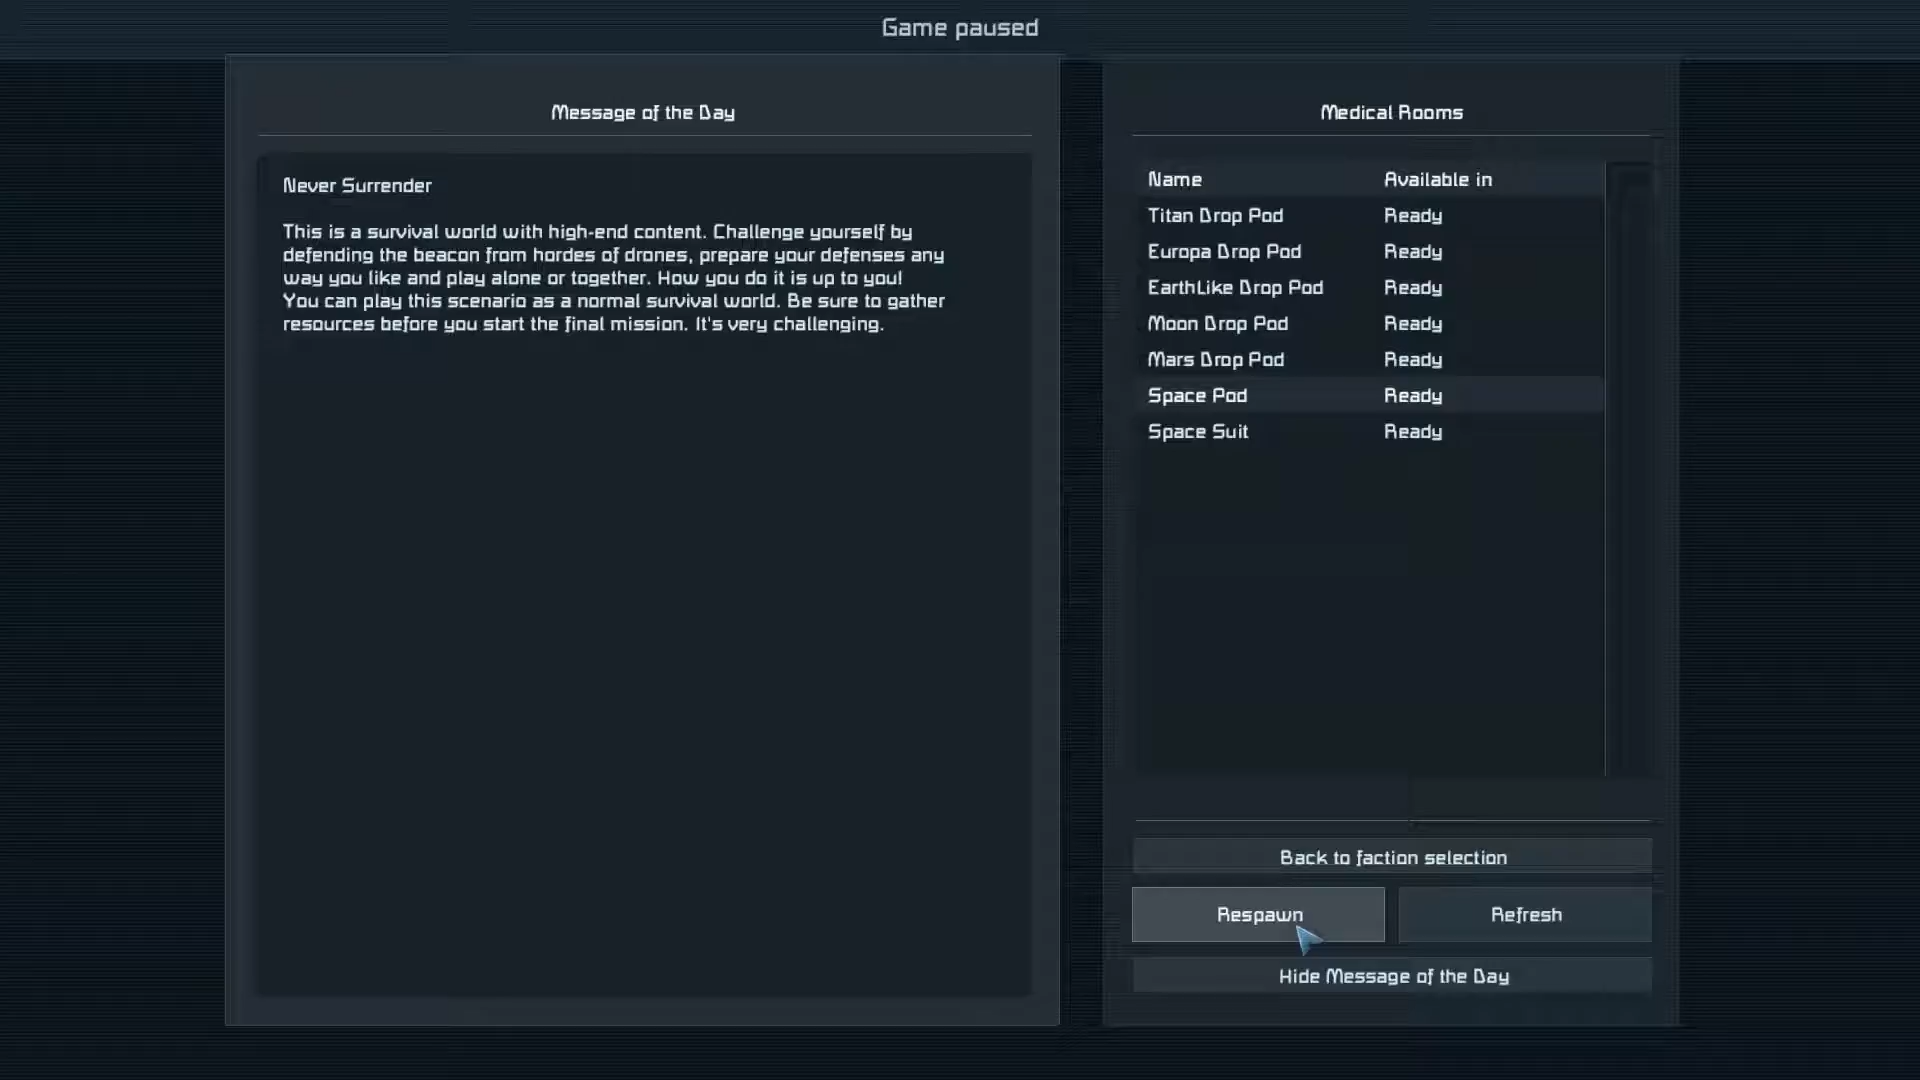 Game paused
Message of the Day
Never Surrender
This is a survival world with high-end content. Challenge yourself by
defending the beacon from hordes of drones, prepare your defenses any
way you like and play alone or together. How you do it is up to you!
You can play this scenario as a normal survival world. Be sure to gather
resources before you start the final mission. It's very challenging.
Medical Rooms
Name Available in
Titan Drop Pod Ready
Europa Drop Pod Ready
EarthLike Drop Pod Ready
Moon Drop Pod Ready
Mars Drop Pod Ready
Space Pod Ready
Space Suit Ready
Back to faction selection
Respawn Refresh
Hide Message of the Day